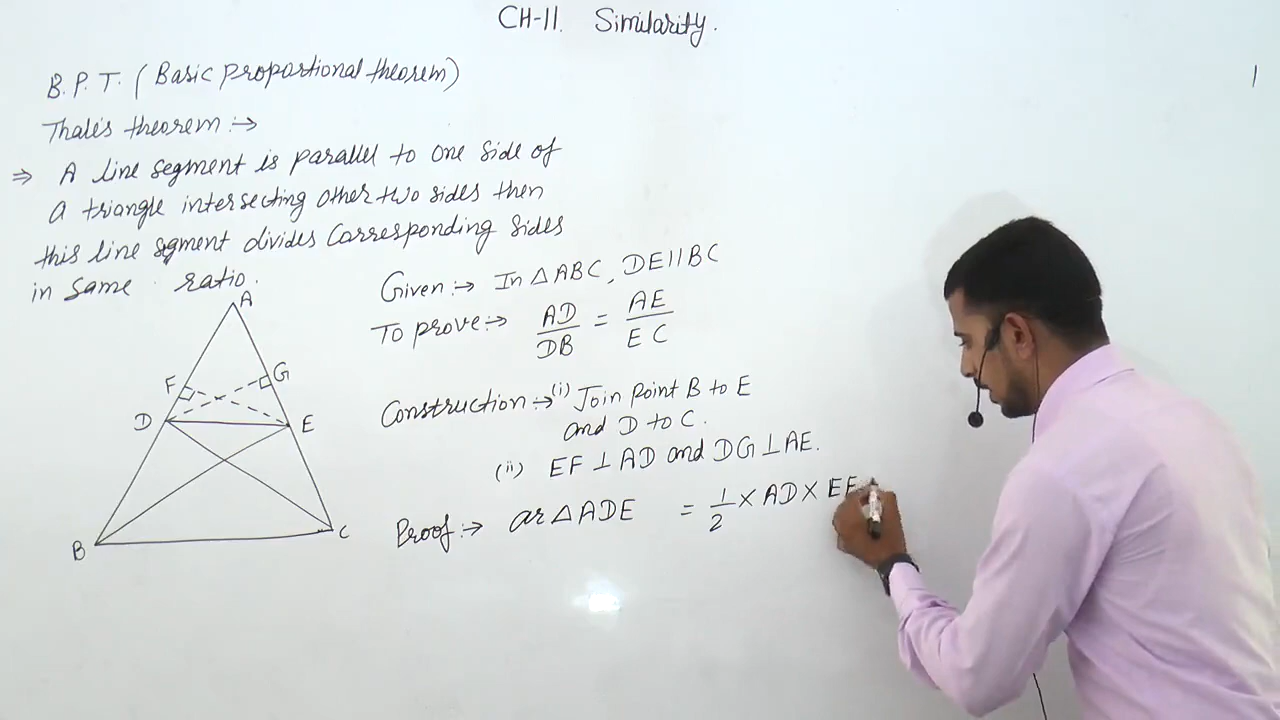 CH-11. Similarity.
1
B.P.T. (Basic proportional theorem)
Thale's theorem :→
⇒ A line segment is parallel to one side of
a triangle intersecting other two sides then
this line segment divides corresponding sides
in same ratio.
Given :→ In △ABC, DE||BC
To prove :→ AD/DB = AE/EC
Construction :→ (i) Join point B to E
and D to C.
(ii) EF ⊥ AD and DG ⊥ AE.
Proof :→ ar △ADE = 1/2 × AD × EF
A
F G
D E
B C